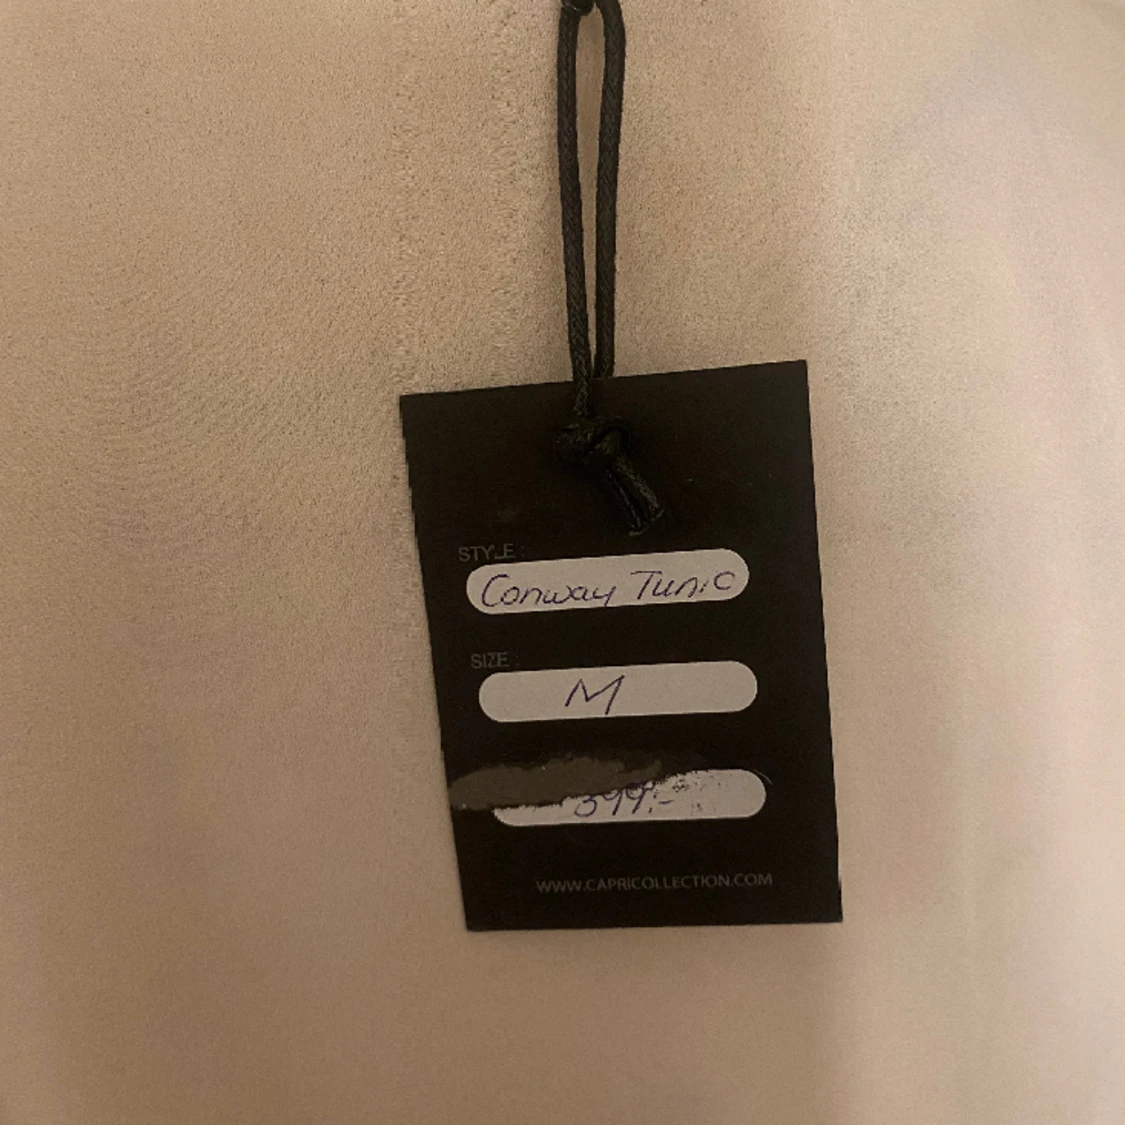 STYLE :
Conway Tunic
SIZE :
M
399.-
WWW.CAPRICOLLECTION.COM